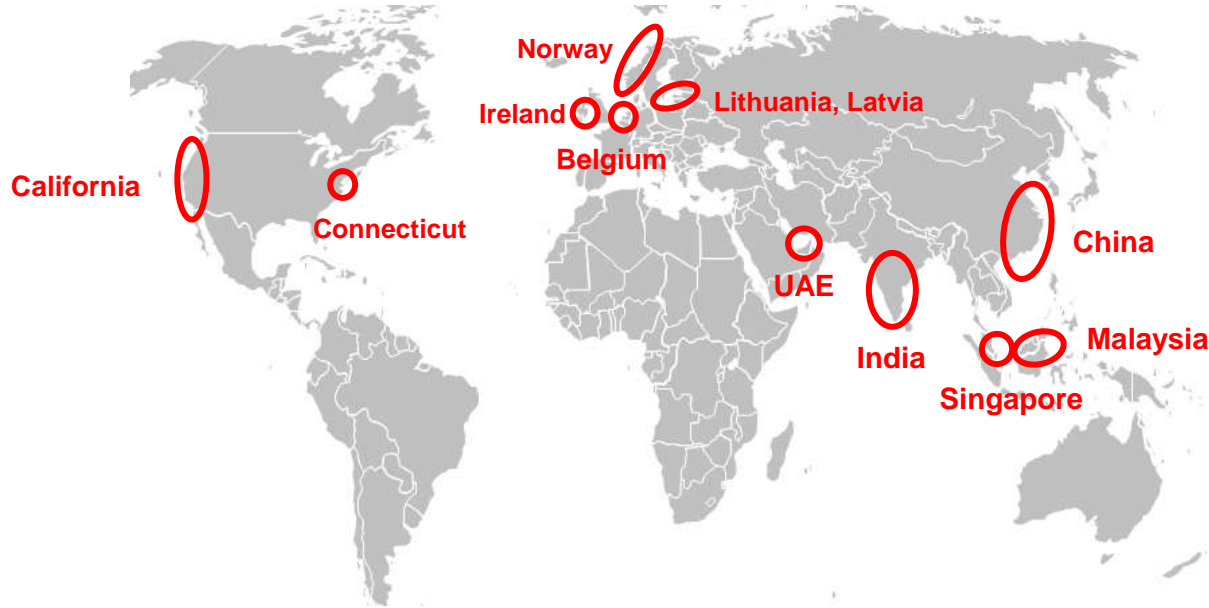 Norway
Lithuania, Latvia
Ireland
Belgium
California
Connecticut
China
UAE
India
Malaysia
Singapore